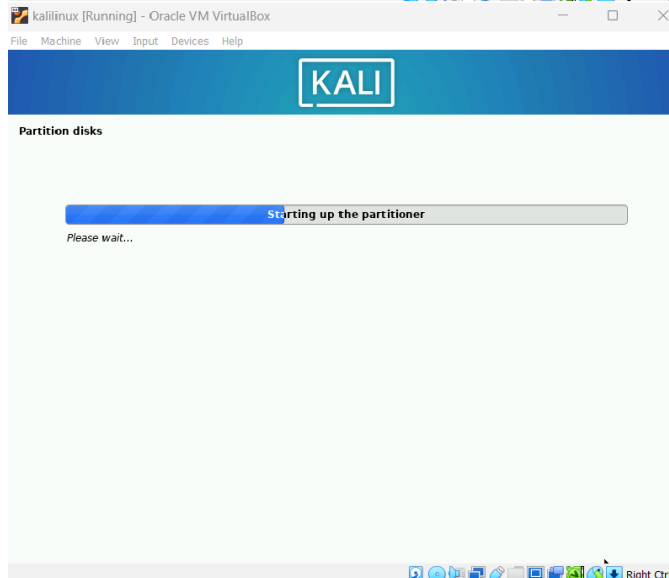 kalilinux [Running] - Oracle VM VirtualBox
File Machine View Input Devices Help
KALI
Partition disks
Starting up the partitioner
Please wait...
Right Ctr